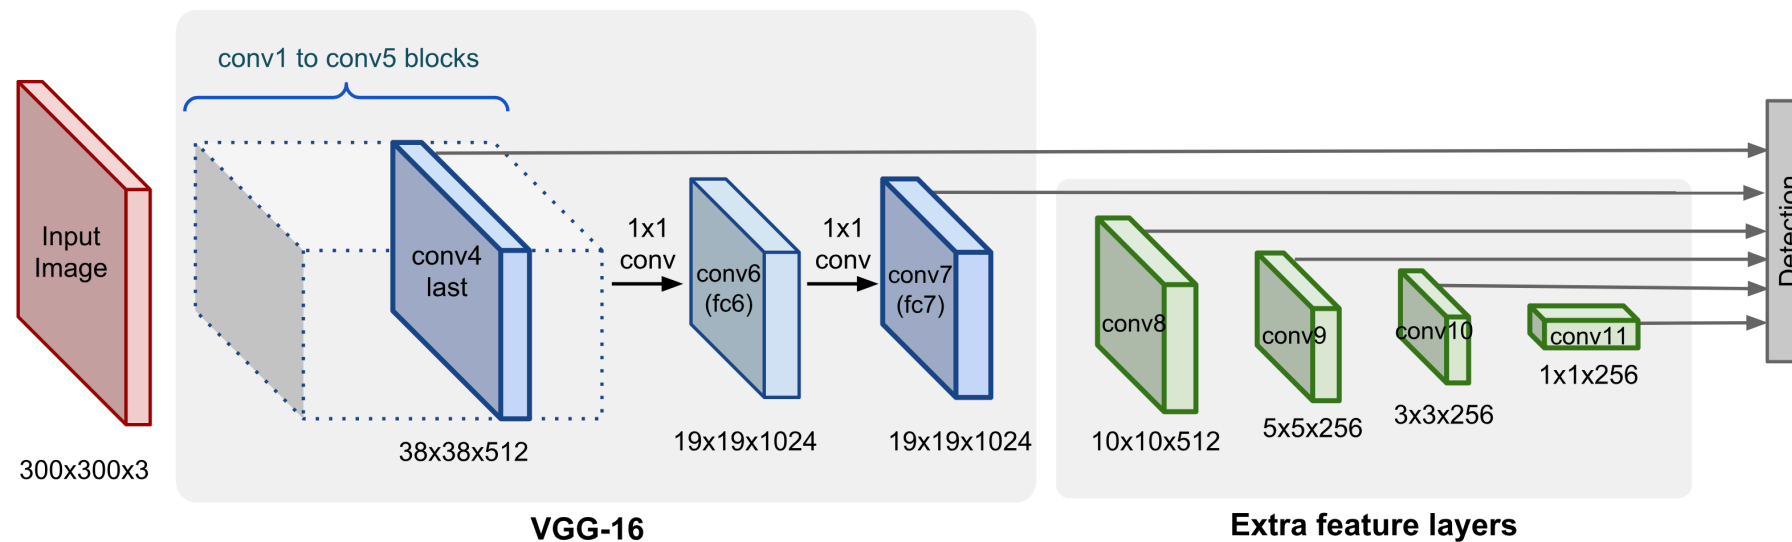 conv1 to conv5 blocks
Input
Image
300x300x3
conv4
last
38x38x512
1x1
conv
conv6
(fc6)
19x19x1024
1x1
conv
conv7
(fc7)
19x19x1024
VGG-16
conv8
10x10x512
conv9
5x5x256
conv10
3x3x256
conv11
1x1x256
Extra feature layers
Detection